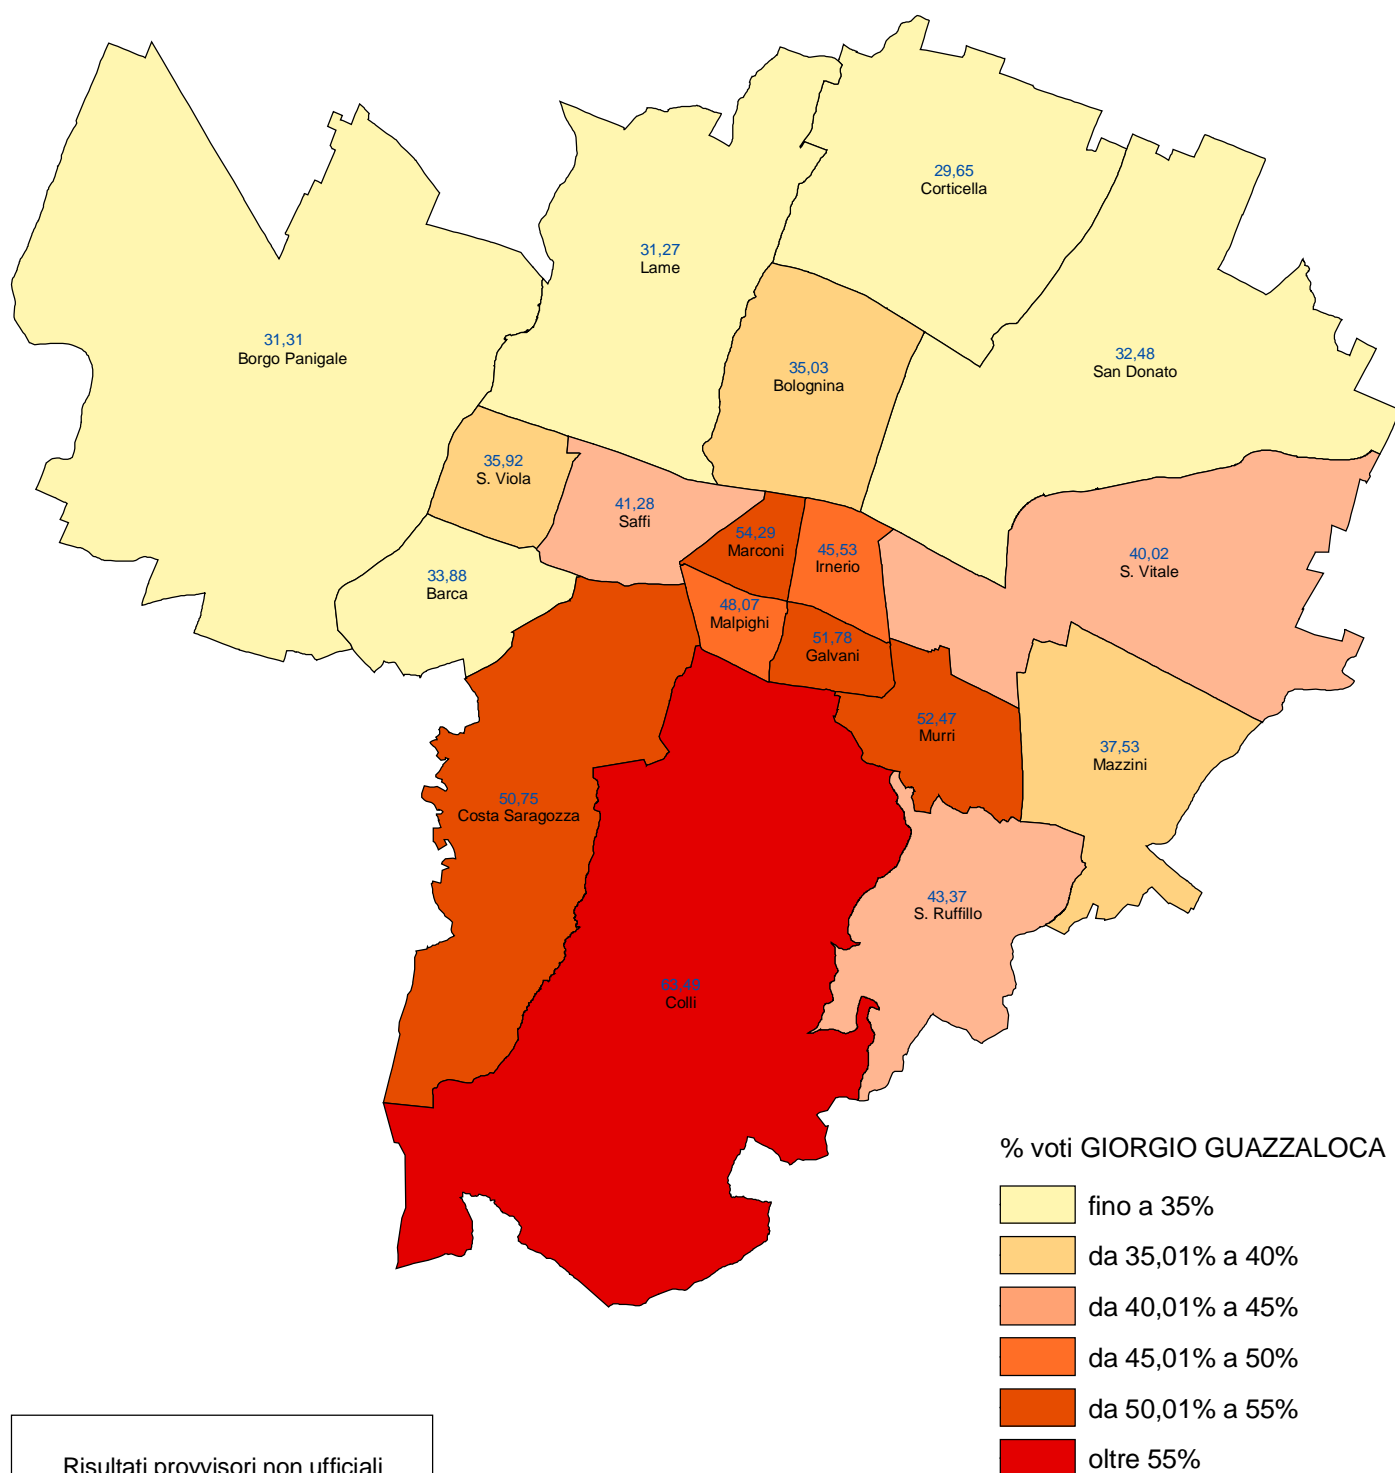 29,65
Corticella
31,27
Lame
31,31
Borgo Panigale
32,48
San Donato
35,03
Bolognina
35,92
S. Viola
41,28
Saffi
54,29
Marconi
45,53
Irnerio
40,02
S. Vitale
33,88
Barca
48,07
Malpighi
51,78
Galvani
52,47
Murri
37,53
Mazzini
50,75
Costa Saragozza
43,37
S. Ruffillo
Colli
% voti GIORGIO GUAZZALOCA
fino a 35%
da 35,01% a 40%
da 40,01% a 45%
da 45,01% a 50%
da 50,01% a 55%
oltre 55%
Risultati provvisori non ufficiali